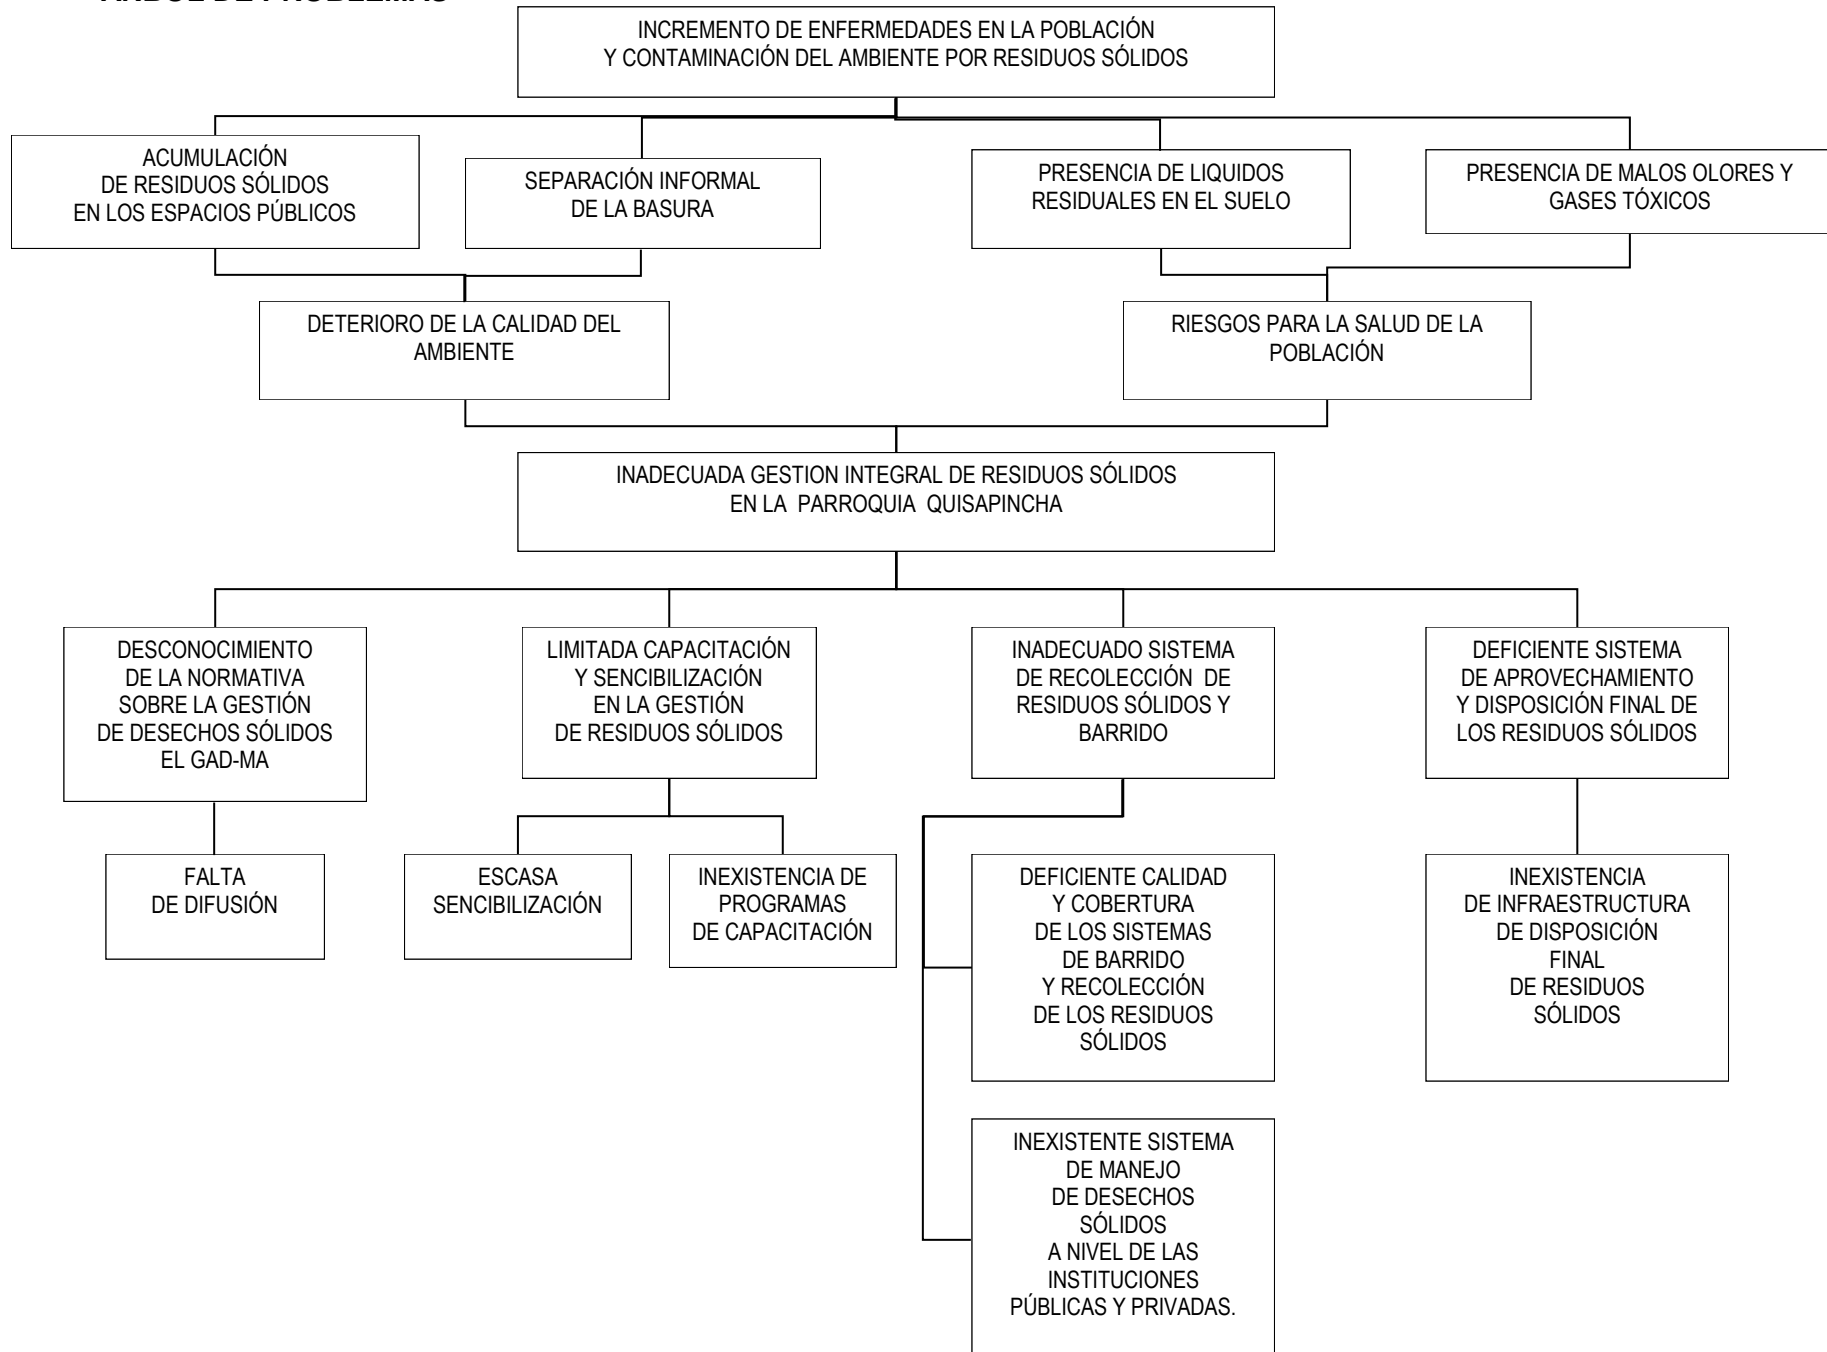 ÁRBOL DE PROBLEMAS
INCREMENTO DE ENFERMEDADES EN LA POBLACIÓN
Y CONTAMINACIÓN DEL AMBIENTE POR RESIDUOS SÓLIDOS
ACUMULACIÓN
DE RESIDUOS SÓLIDOS
EN LOS ESPACIOS PÚBLICOS
SEPARACIÓN INFORMAL
DE LA BASURA
PRESENCIA DE LIQUIDOS
RESIDUALES EN EL SUELO
PRESENCIA DE MALOS OLORES Y
GASES TÓXICOS
DETERIORO DE LA CALIDAD DEL
AMBIENTE
RIESGOS PARA LA SALUD DE LA
POBLACIÓN
INADECUADA GESTION INTEGRAL DE RESIDUOS SÓLIDOS
EN LA PARROQUIA QUISAPINCHA
DESCONOCIMIENTO
DE LA NORMATIVA
SOBRE LA GESTIÓN
DE DESECHOS SÓLIDOS
EL GAD-MA
LIMITADA CAPACITACIÓN
Y SENCIBILIZACIÓN
EN LA GESTIÓN
DE RESIDUOS SÓLIDOS
INADECUADO SISTEMA
DE RECOLECCIÓN DE
RESIDUOS SÓLIDOS Y
BARRIDO
DEFICIENTE SISTEMA
DE APROVECHAMIENTO
Y DISPOSICIÓN FINAL DE
LOS RESIDUOS SÓLIDOS
FALTA
DE DIFUSIÓN
ESCASA
SENCIBILIZACIÓN
INEXISTENCIA DE
PROGRAMAS
DE CAPACITACIÓN
DEFICIENTE CALIDAD
Y COBERTURA
DE LOS SISTEMAS
DE BARRIDO
Y RECOLECCIÓN
DE LOS RESIDUOS
SÓLIDOS
INEXISTENCIA
DE INFRAESTRUCTURA
DE DISPOSICIÓN
FINAL
DE RESIDUOS
SÓLIDOS
INEXISTENTE SISTEMA
DE MANEJO
DE DESECHOS
SÓLIDOS
A NIVEL DE LAS
INSTITUCIONES
PÚBLICAS Y PRIVADAS.